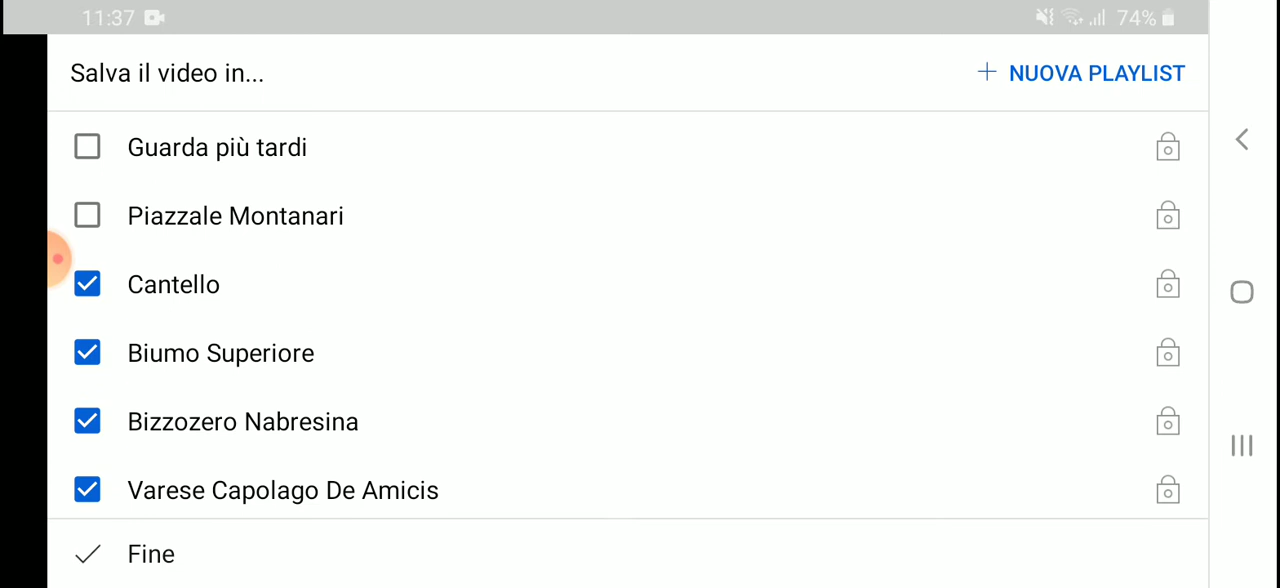 11:37 74%
Salva il video in...
+ NUOVA PLAYLIST
Guarda più tardi
Piazzale Montanari
Cantello
Biumo Superiore
Bizzozero Nabresina
Varese Capolago De Amicis
Fine